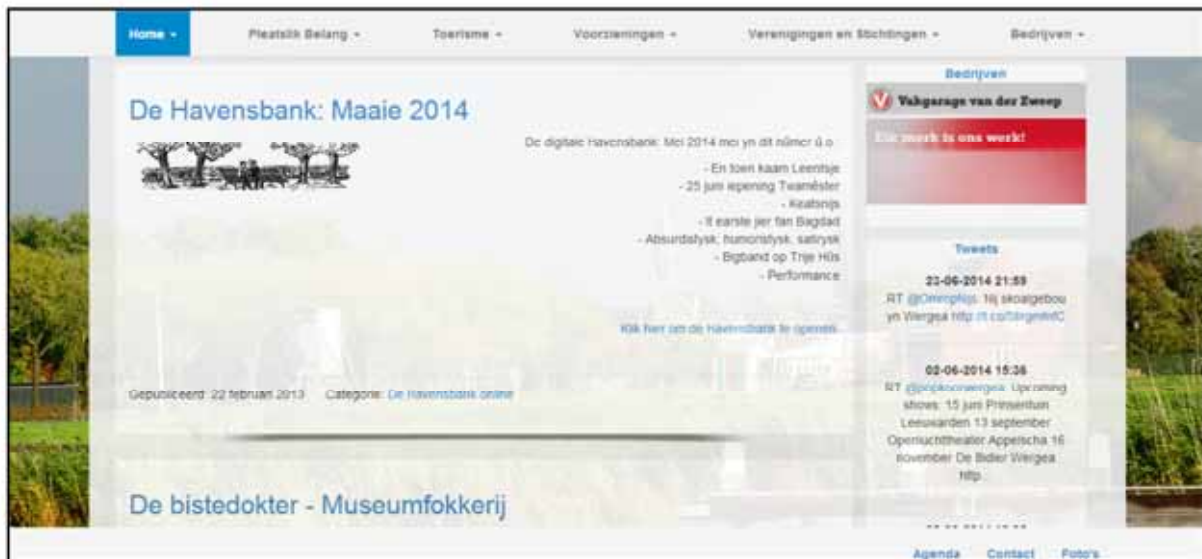 Home
Pleatslik Belang
Toerisme
Voorzieningen
Verenigingen en Stichtingen
Bedrijven
De Havensbank: Maaie 2014
De digitale Havensbank: Mei 2014 mei yn dit nûmer û.o.
- En toen kaam Leentsje
- 25 juni iepening Twamêster
- Keatsnijs
- It earste jier fan Bagdad
- Absurdistysk, humoristysk, satirysk
- Bigband op Trije Hûs
- Performance
Klik hier om de Havensbank te openen.
Gepubliceerd: 22 februari 2013 Categorie: De Havensbank online
De bistedokter - Museumfokkerij
Bedrijven
Vakgarage van der Zweep
Elk merk is ons werk!
Tweets
23-06-2014 21:59
RT @OmropNijs: Nij skoalgebou
yn Wergea
02-06-2014 15:36
RT @popkoorwergea: Upcoming
shows: 15 juni Prinsentuin
Leeuwarden 13 september
Openluchttheater Appelscha 16
november De Bidler Wergea
http...
Agenda
Contact
Foto's